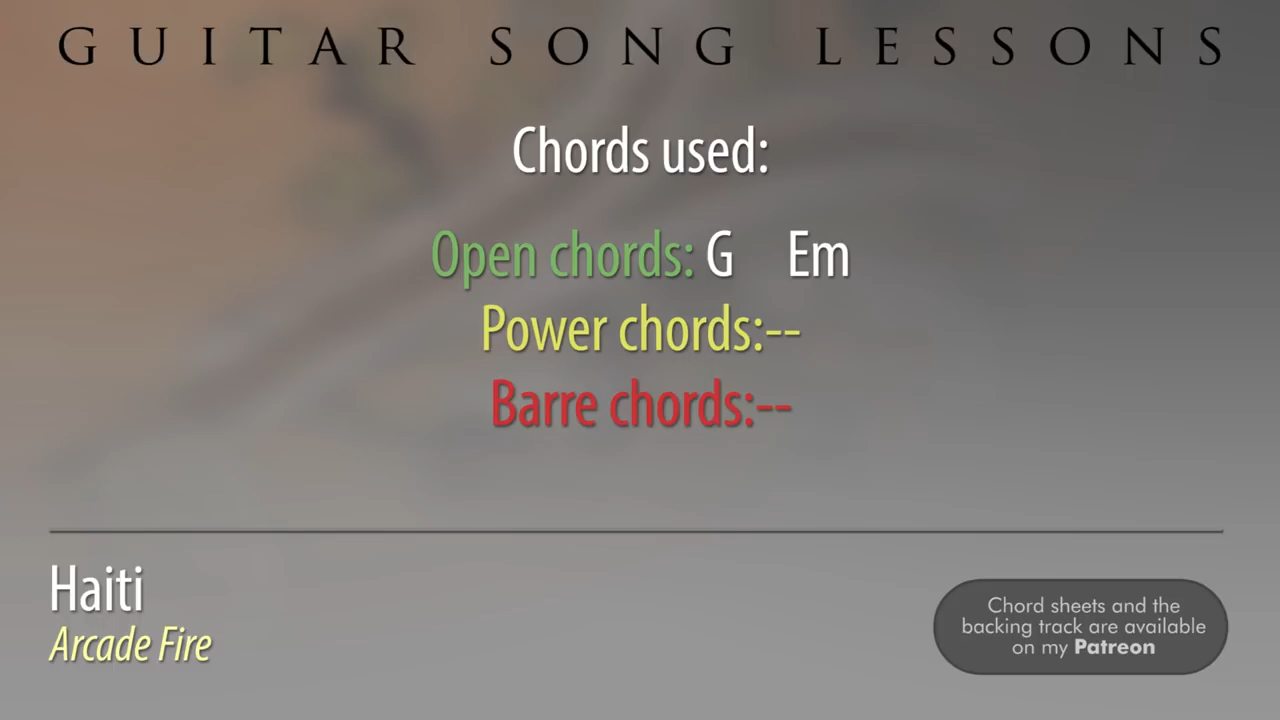 GUITAR SONG LESSONS
Chords used:
Open chords: G Em
Power chords:--
Barre chords:--
Haiti
Arcade Fire
Chord sheets and the
backing track are available
on my Patreon